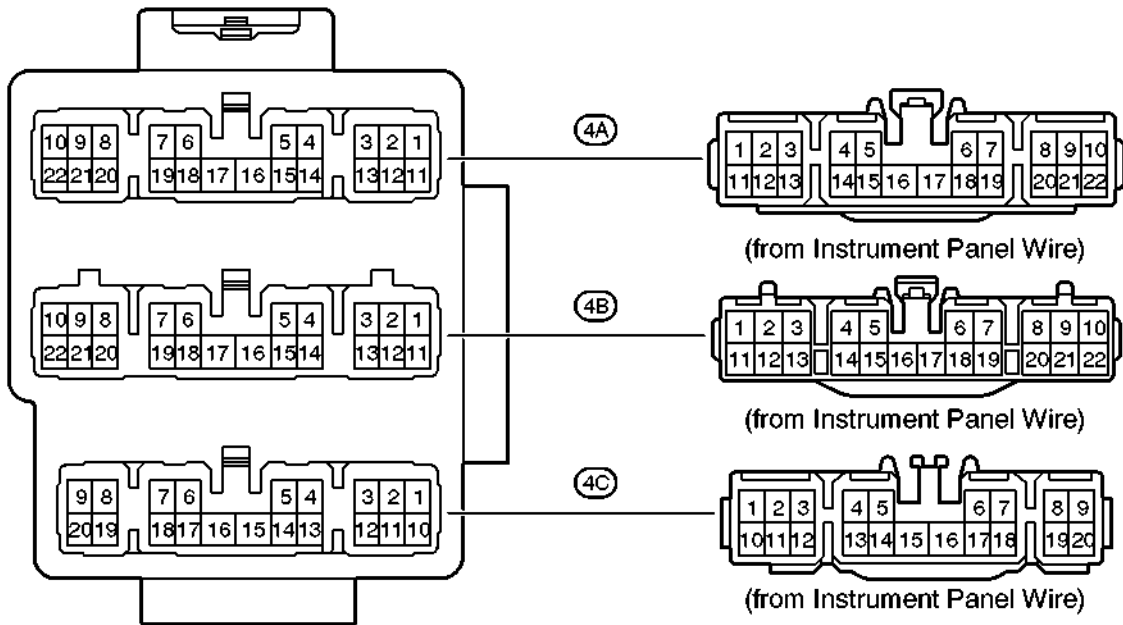 10 9 8 7 6 5 4 3 2 1
22 21 20 19 18 17 16 15 14 13 12 11
4A
1 2 3 4 5 6 7 8 9 10
11 12 13 14 15 16 17 18 19 20 21 22
(from Instrument Panel Wire)
10 9 8 7 6 5 4 3 2 1
22 21 20 19 18 17 16 15 14 13 12 11
4B
1 2 3 4 5 6 7 8 9 10
11 12 13 14 15 16 17 18 19 20 21 22
(from Instrument Panel Wire)
9 8 7 6 5 4 3 2 1
20 19 18 17 16 15 14 13 12 11 10
4C
1 2 3 4 5 6 7 8 9
10 11 12 13 14 15 16 17 18 19 20
(from Instrument Panel Wire)